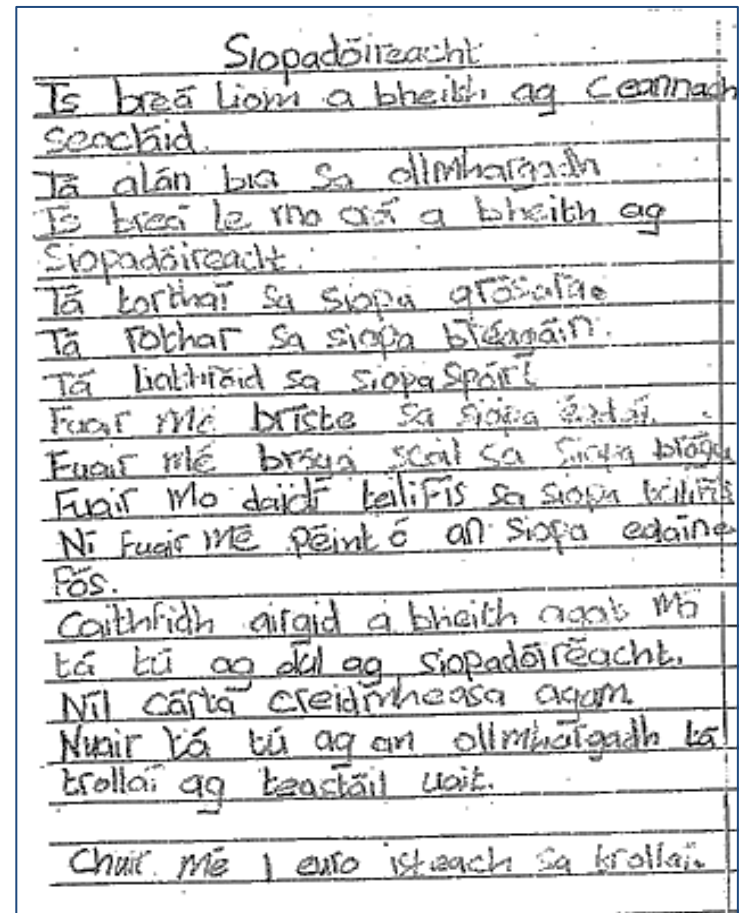 Siopadóireacht
Is breá liom a bheith ag ceannach
seacláid.
Tá alán bia sa ollmhargadh
Is breá le mo a bheith ag
siopadóireacht.
Tá torthaí sa siopa grósaera
Tá rothar sa siopa bréagáin.
Tá liathróid sa siopa spóirt
Fuair mé bríste sa siopa éadaí.
Fuair mé scoil sa siopa bróga
Fuair mo daidí teilifís sa siopa teilifís
Ní fuair mé péint ó an siopa edaine
fós.
Caithfidh airgid a bheith agat má
tá tú ag dul ag siopadóireacht.
Níl cárta creidmheasa agam.
Nuair tá tú ag an ollmhargadh tá
trollaí ag teastáil uait.
Chuir mé 1 euro isteach sa trollaí.